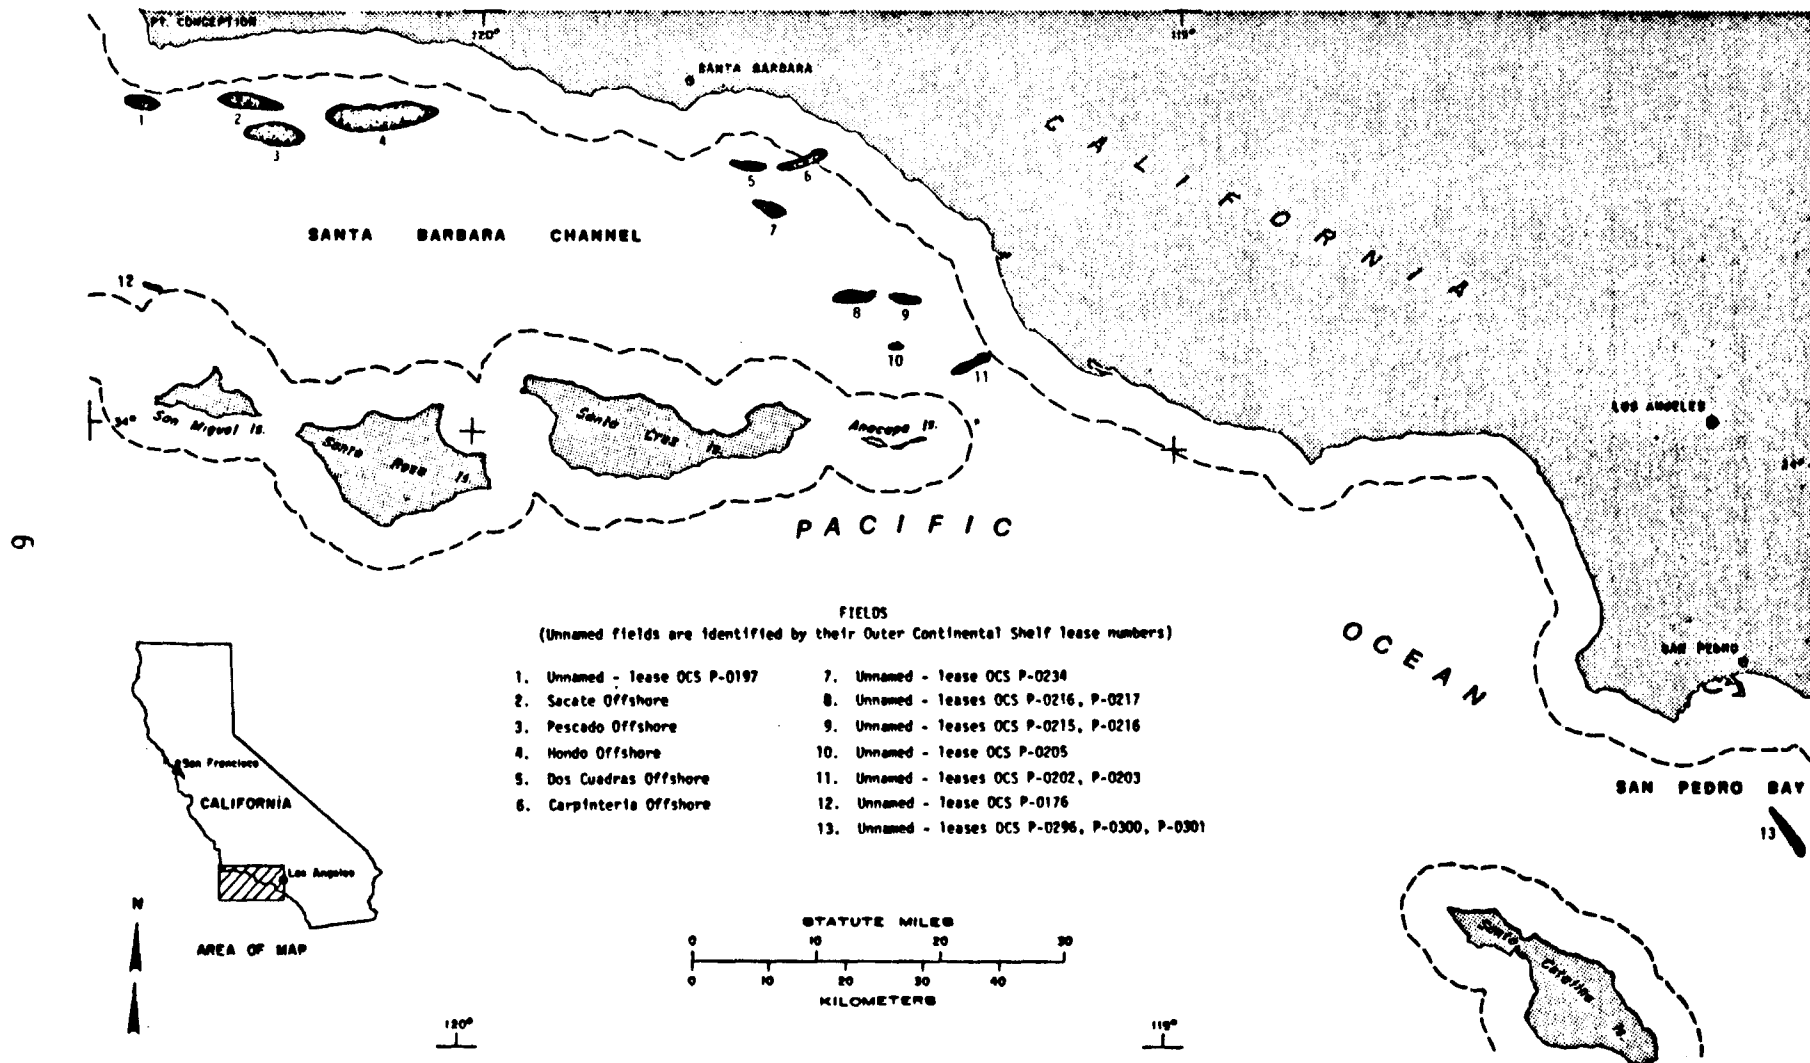 PT. CONCEPTION
120°
119°
SANTA BARBARA
CALIFORNIA
1
2
3
4
5
6
7
SANTA BARBARA CHANNEL
12
8
9
10
11
34°
San Miguel Is.
Santa Rosa Is.
Santa Cruz Is.
Anacapa Is.
LOS ANGELES
34°
PACIFIC
OCEAN
6
FIELDS
(Unnamed fields are identified by their Outer Continental Shelf lease numbers)
1. Unnamed - lease OCS P-0197
2. Sacate Offshore
3. Pescado Offshore
4. Hondo Offshore
5. Dos Cuadras Offshore
6. Carpinteria Offshore
7. Unnamed - lease OCS P-0234
8. Unnamed - leases OCS P-0216, P-0217
9. Unnamed - leases OCS P-0215, P-0216
10. Unnamed - lease OCS P-0205
11. Unnamed - leases OCS P-0202, P-0203
12. Unnamed - lease OCS P-0176
13. Unnamed - leases OCS P-0296, P-0300, P-0301
SAN PEDRO
SAN PEDRO BAY
13
San Francisco
CALIFORNIA
Los Angeles
N
AREA OF MAP
STATUTE MILES
0 10 20 30
0 10 20 30 40
KILOMETERS
Santa Catalina Is.
120°
119°